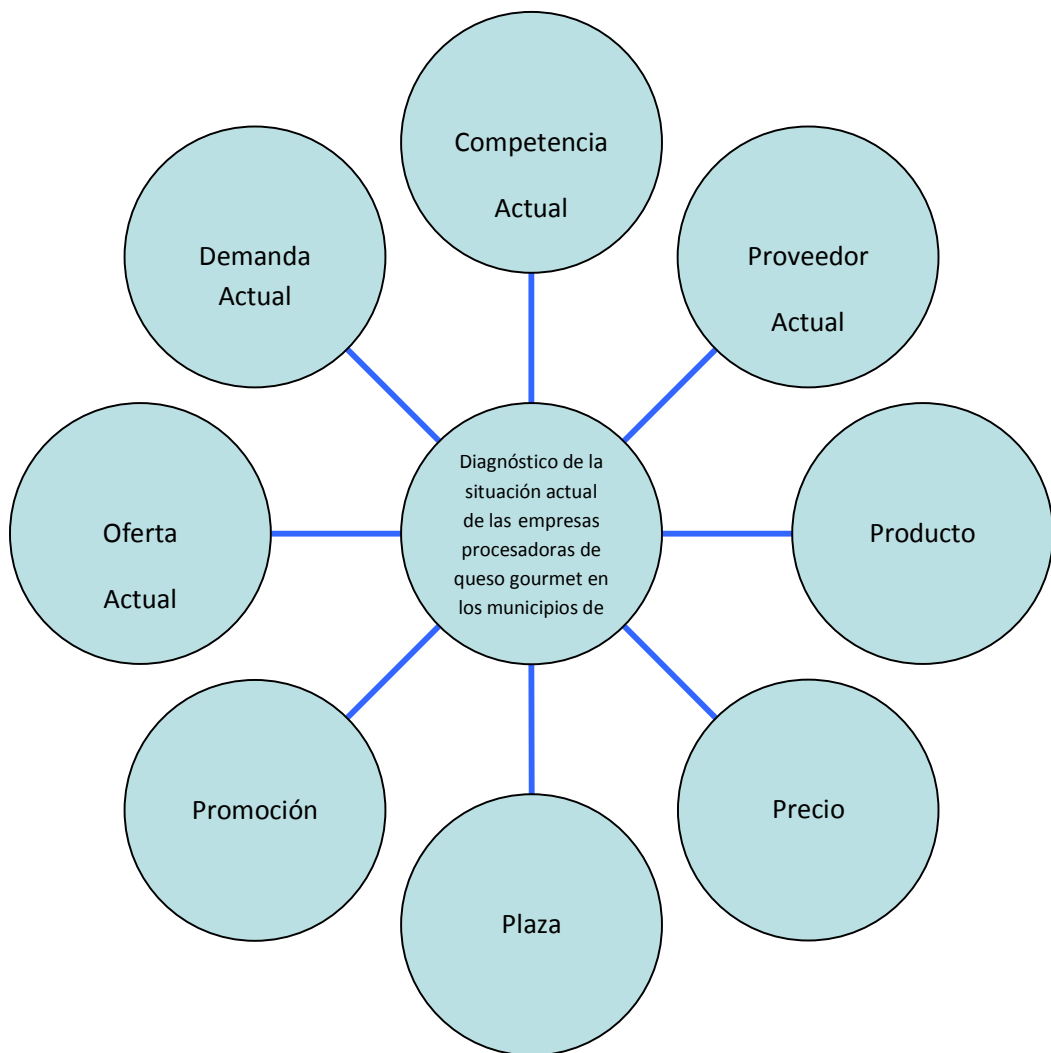 Competencia
Actual
Demanda
Actual
Proveedor
Actual
Diagnóstico de la
situación actual
de las empresas
procesadoras de
queso gourmet en
los municipios de
Oferta
Actual
Producto
Promoción
Precio
Plaza